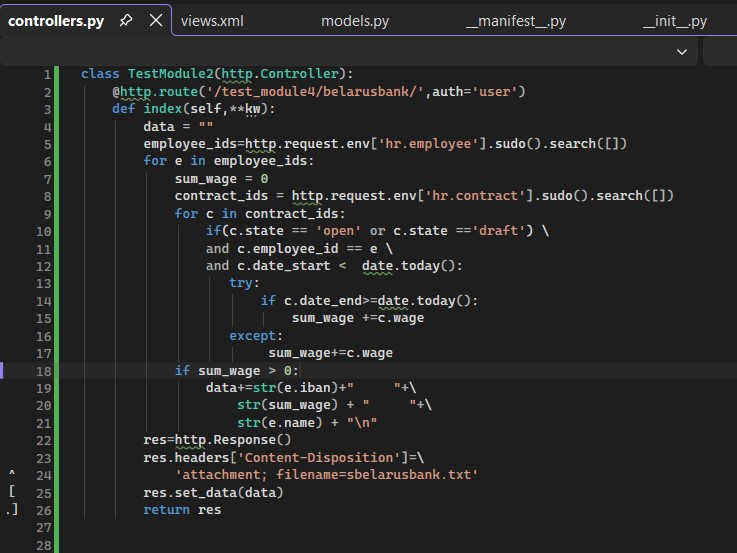 controllers.py views.xml models.py __manifest__.py __init__.py
1 class TestModule2(http.Controller):
2 @http.route('/test_module4/belarusbank/',auth='user')
3 def index(self,**kw):
4 data = ""
5 employee_ids=http.request.env['hr.employee'].sudo().search([])
6 for e in employee_ids:
7 sum_wage = 0
8 contract_ids = http.request.env['hr.contract'].sudo().search([])
9 for c in contract_ids:
10 if(c.state == 'open' or c.state =='draft') \
11 and c.employee_id == e \
12 and c.date_start <  date.today():
13 try:
14 if c.date_end>=date.today():
15 sum_wage +=c.wage
16 except:
17 sum_wage+=c.wage
18 if sum_wage > 0:
19 data+=str(e.iban)+"     "+\
20 str(sum_wage) + "     "+\
21 str(e.name) + "\n"
22 res=http.Response()
23 res.headers['Content-Disposition']=\
^ 24 'attachment; filename=sbelarusbank.txt'
[ 25 res.set_data(data)
.] 26 return res
27
28